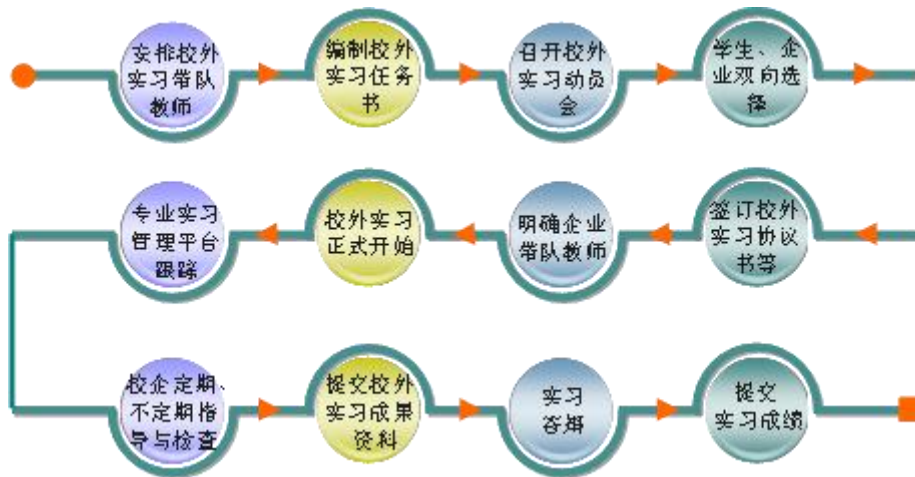 安排校外
实习带队
教师
编制校外
实习任务
书
召开校外
实习动员
会
学生、企
业双向选
择
签订校外
实习协议
书等
明确企业
带队教师
校外实习
正式开始
专业实习
管理平台
跟踪
校企定期、
不定期指
导与检查
提交校外
实习成果
资料
实习
答辩
提交
实习成绩